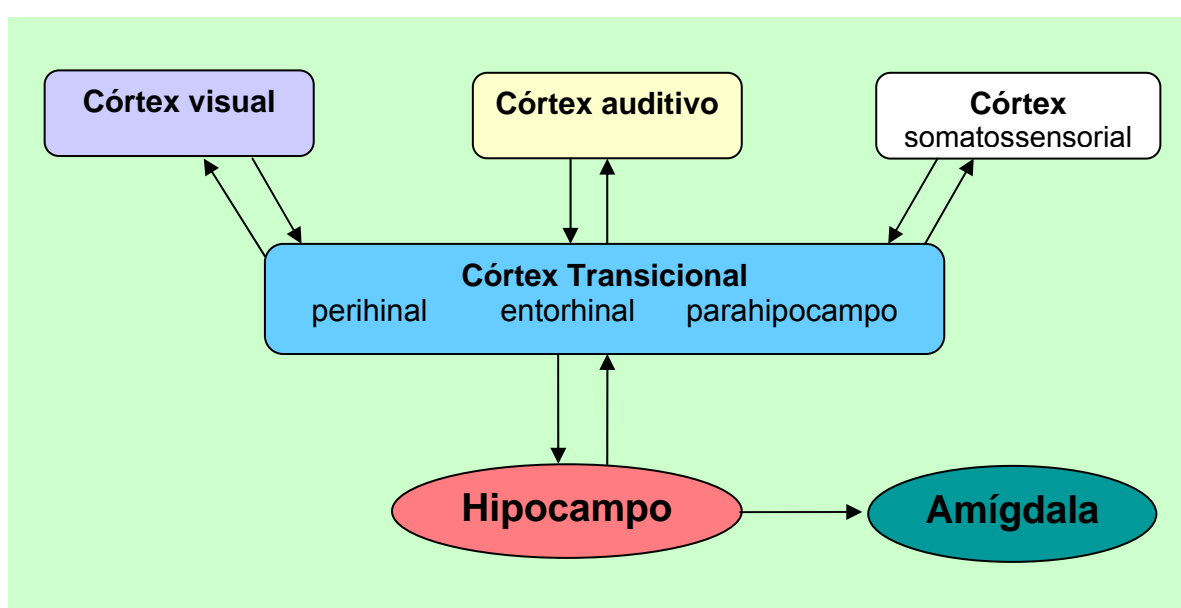 Córtex visual
Córtex auditivo
Córtex
somatossensorial
Córtex Transicional
perihinal entorhinal parahipocampo
Hipocampo
Amígdala